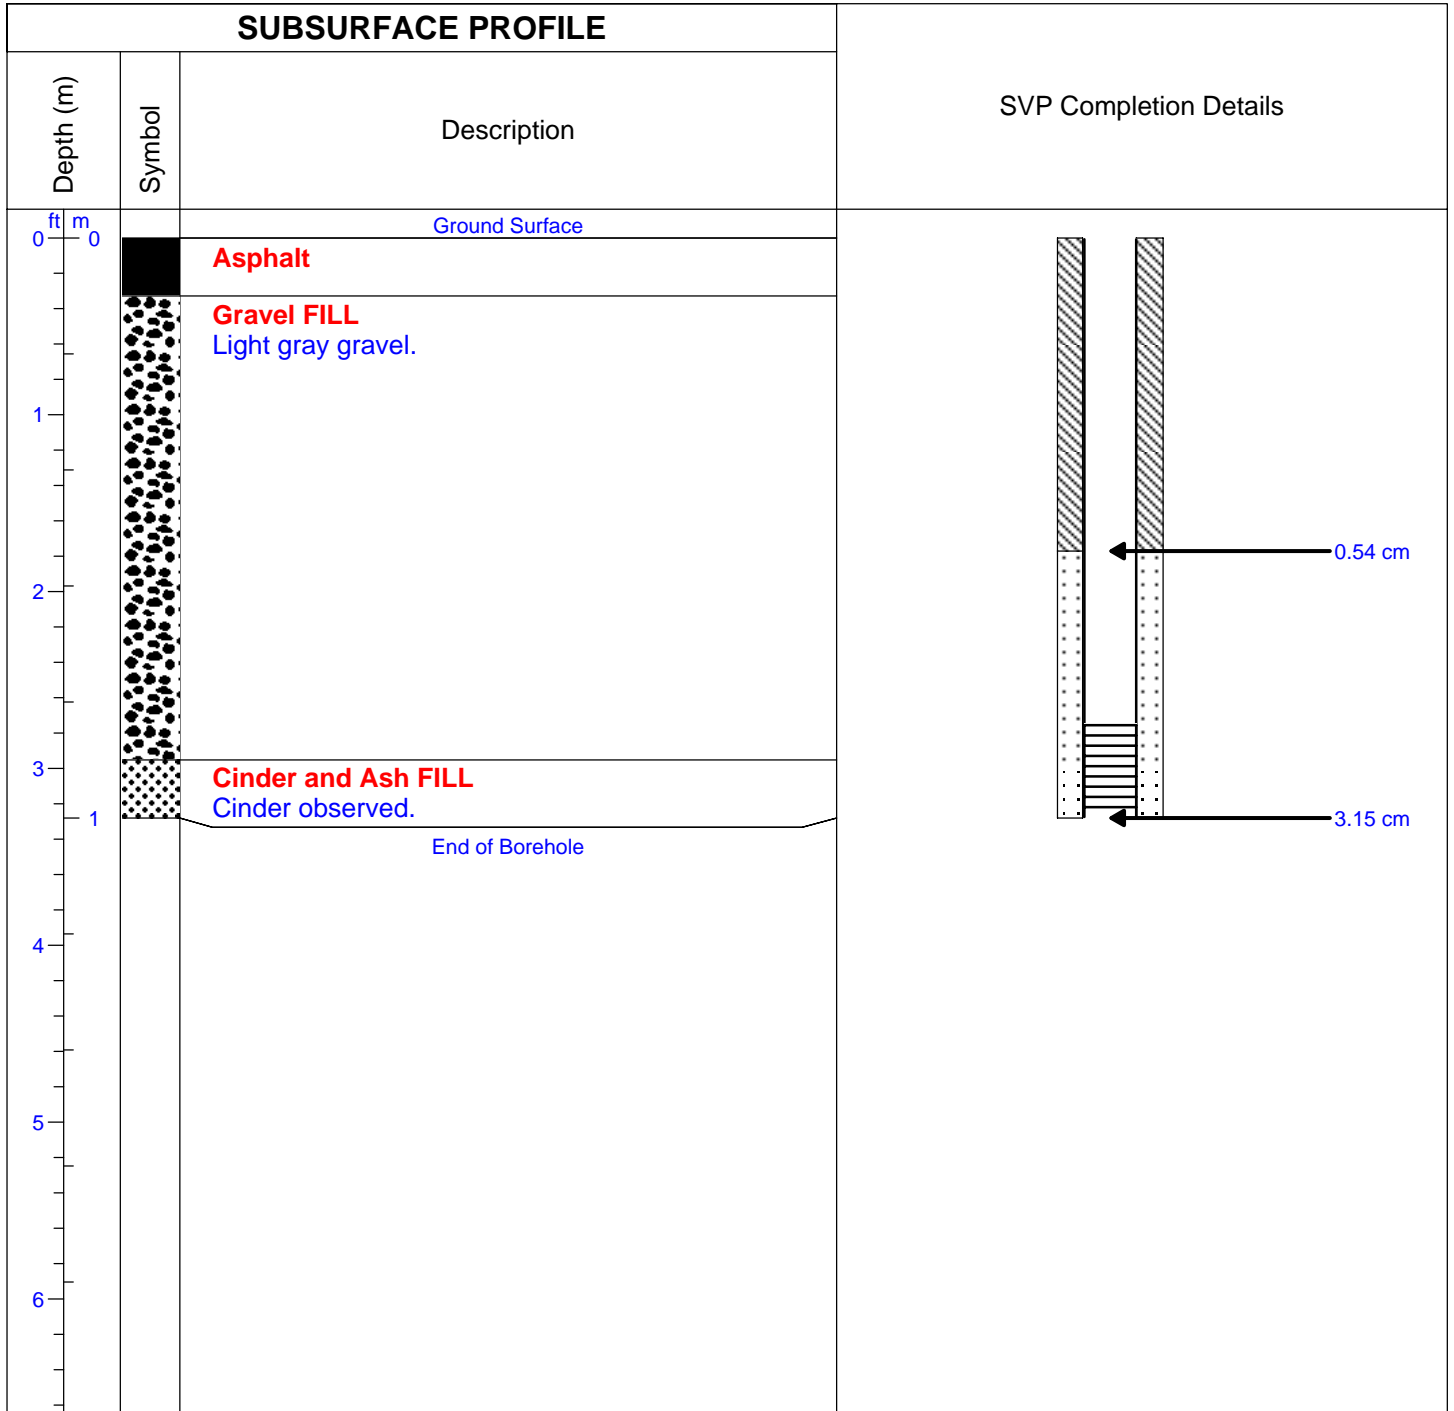 SUBSURFACE PROFILE
Depth (m)
Symbol
Description
SVP Completion Details
ft m
0 0
Ground Surface
Asphalt
Gravel FILL
Light gray gravel.
1
0.54 cm
2
3
Cinder and Ash FILL
Cinder observed.
1
3.15 cm
End of Borehole
4
5
6